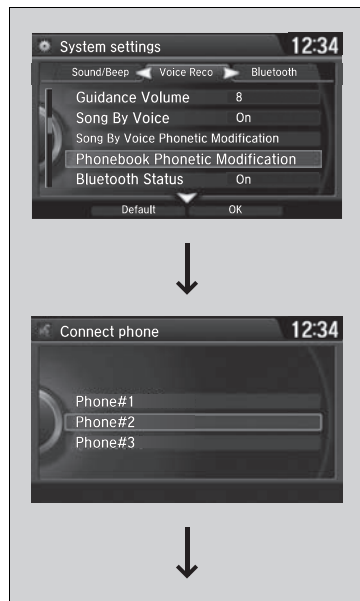 System settings 12:34
Sound/Beep Voice Reco Bluetooth
Guidance Volume 8
Song By Voice On
Song By Voice Phonetic Modification
Phonebook Phonetic Modification
Bluetooth Status On
Default OK
Connect phone 12:34
Phone#1
Phone#2
Phone#3